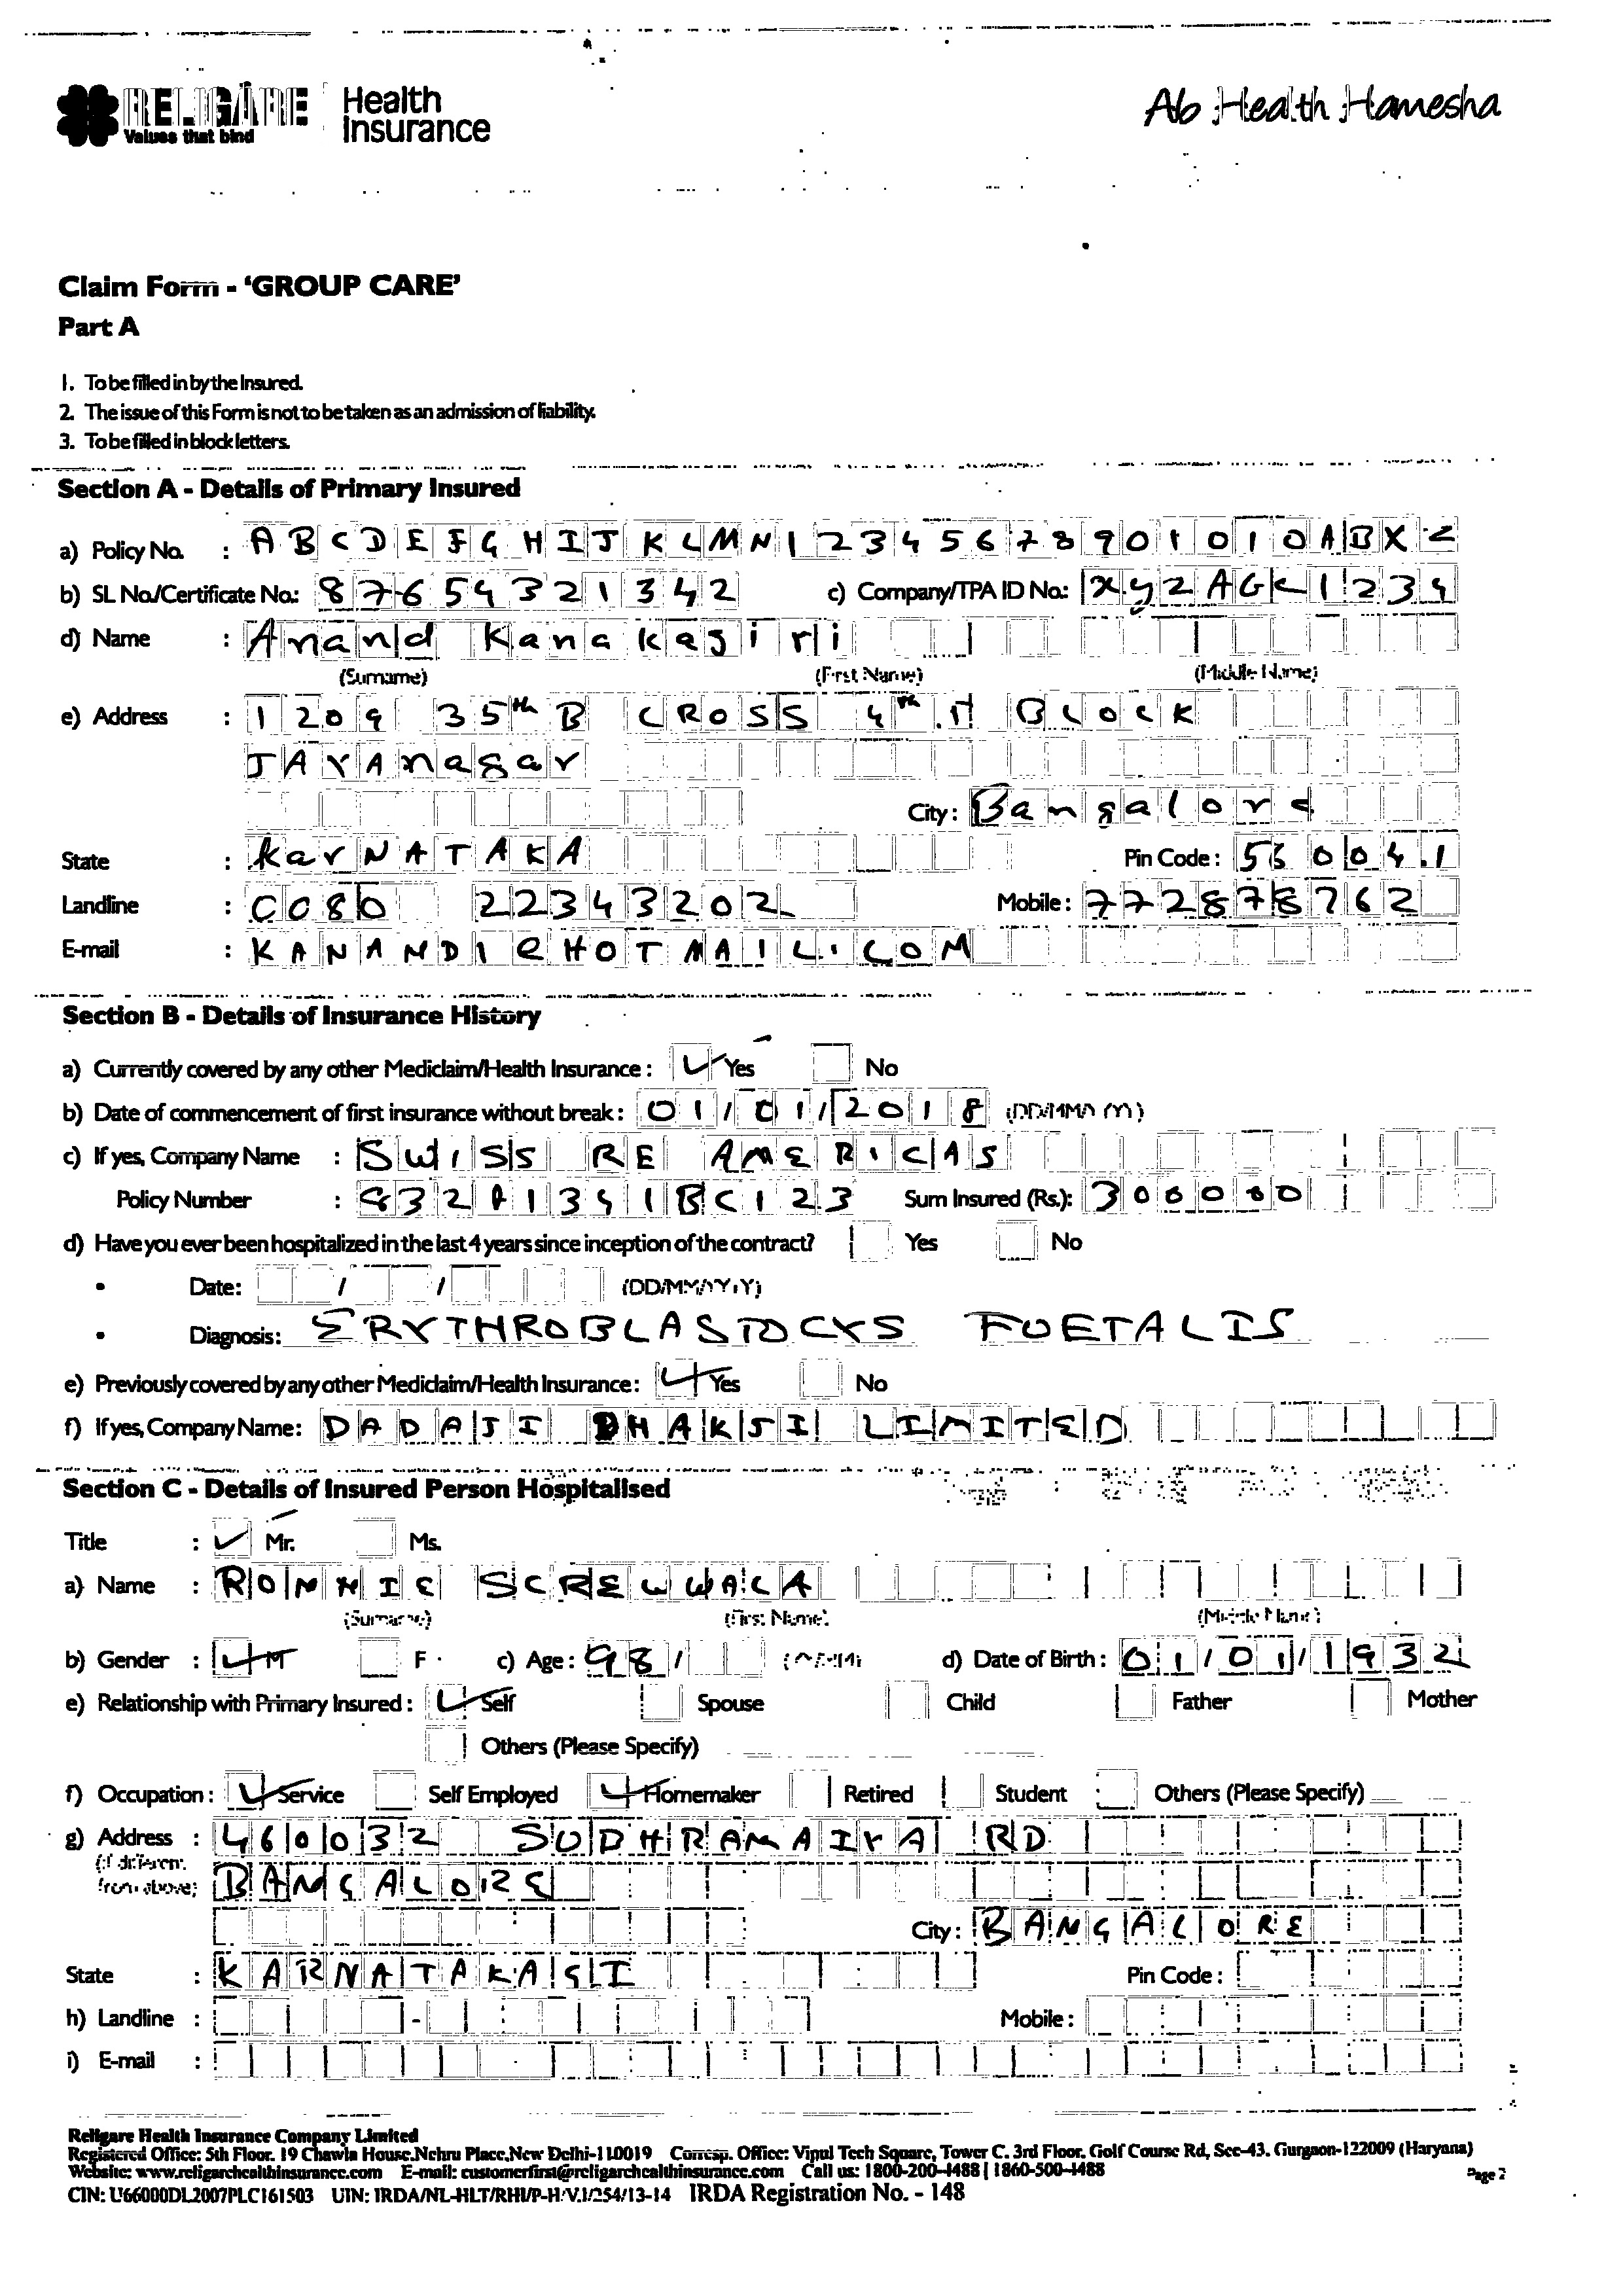 RELIGARE Health
Values that bind Insurance
Ab Health Hamesha
Claim Form - 'GROUP CARE'
Part A
1. To be filled in by the Insured.
2. The issue of this Form is not to be taken as an admission of liability.
3. To be filled in block letters.
Section A - Details of Primary Insured
a) Policy No. : ABCDEFGHIJKLMN12345678901010ABXZ
b) SL No./Certificate No.: 87654321342 c) Company/TPA ID No.: XYZAGK1234
d) Name : Anand Kanakagiri
(Surname) (First Name) (Middle Name)
e) Address : 1209 35th B CROSS 4th T BLOCK
JAYAnagar
City : Bangalore
State : KarNATAKA Pin Code : 560041
Landline : 0080 22343202 Mobile : 772878762
E-mail : KANAND1@HOTMAIL.COM
Section B - Details of Insurance History
a) Currently covered by any other Mediclaim/Health Insurance : Yes No
b) Date of commencement of first insurance without break : 01/01/2018 (DD/MM/YY)
c) If yes, Company Name : SWISS RE AMERICAS
Policy Number : 932A1341BC123 Sum Insured (Rs.): 300000
d) Have you ever been hospitalized in the last 4 years since inception of the contract? Yes No
• Date: / / (DD/MM/YYYY)
• Diagnosis: ERYTHROBLASTOCYS FOETALIS
e) Previously covered by any other Mediclaim/Health Insurance : Yes No
f) If yes, Company Name: DADAJI DHAKJI LIMITED
Section C - Details of Insured Person Hospitalised
Title : Mr. Ms.
a) Name : RONNIE SCREWWALA
(Surname) (First Name) (Middle Name)
b) Gender : M F c) Age : 98/ d) Date of Birth : 01/01/1932
e) Relationship with Primary Insured : Self Spouse Child Father Mother
Others (Please Specify)
f) Occupation : Service Self Employed Homemaker Retired Student Others (Please Specify)
g) Address : 460032 SUDHRAMAIYA RD
(if different
from above) BANGALORE
City : BANGALORE
State : KARNATAKAGI Pin Code :
h) Landline : - Mobile :
i) E-mail :
Religare Health Insurance Company Limited
Registered Office: 5th Floor, 19 Chawla House, Nehru Place, New Delhi-110019 Corresp. Office: Vipul Tech Square, Tower C, 3rd Floor, Golf Course Rd, Sec-43, Gurgaon-122009 (Haryana)
Website: www.religarehealthinsurance.com E-mail: customerfirst@religarehealthinsurance.com Call us: 1800-200-4488 | 1860-500-4488
Page 2
CIN: U66000DL2007PLC161503 UIN: IRDA/NL-HLT/RHI/P-H/V.I/254/13-14 IRDA Registration No. - 148